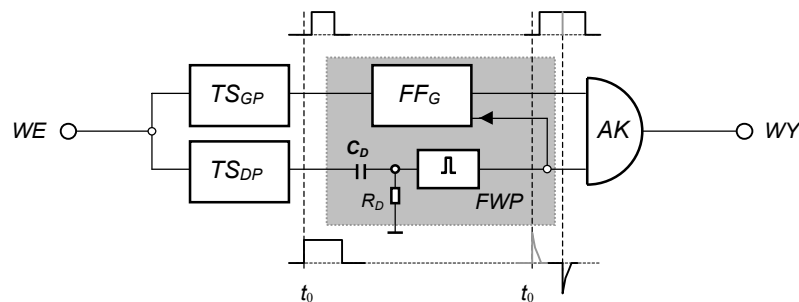 TS_GP
FF_G
WE
AK
WY
TS_DP
C_D
R_D
FWP
t_0
t_0